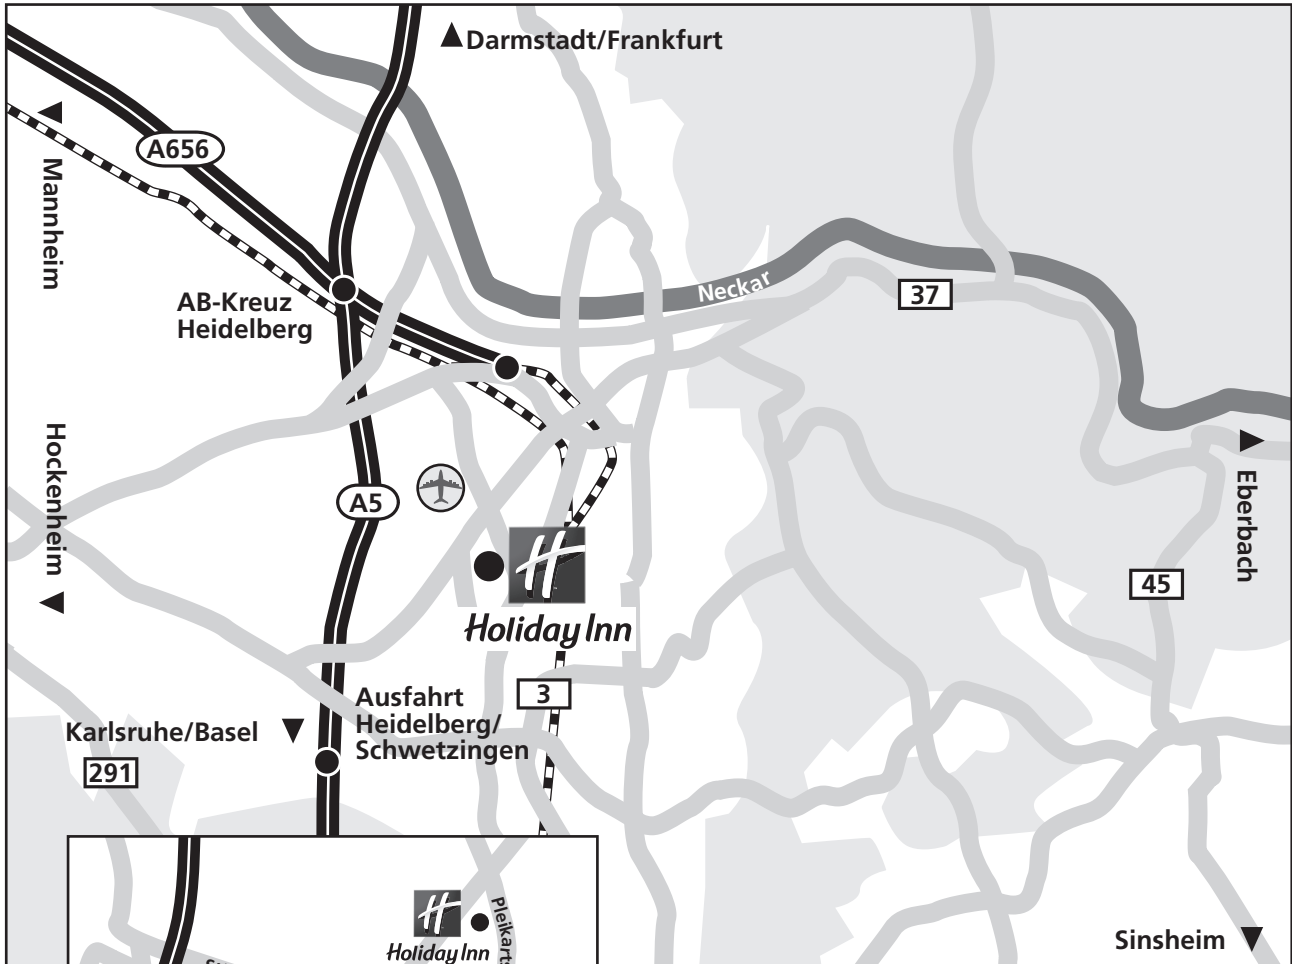 Darmstadt/Frankfurt
A656
Mannheim
AB-Kreuz
Heidelberg
Neckar
37
Hockenheim
A5
Eberbach
45
Holiday Inn
3
Ausfahrt
Heidelberg/
Schwetzingen
Karlsruhe/Basel
291
Holiday Inn
Sinsheim